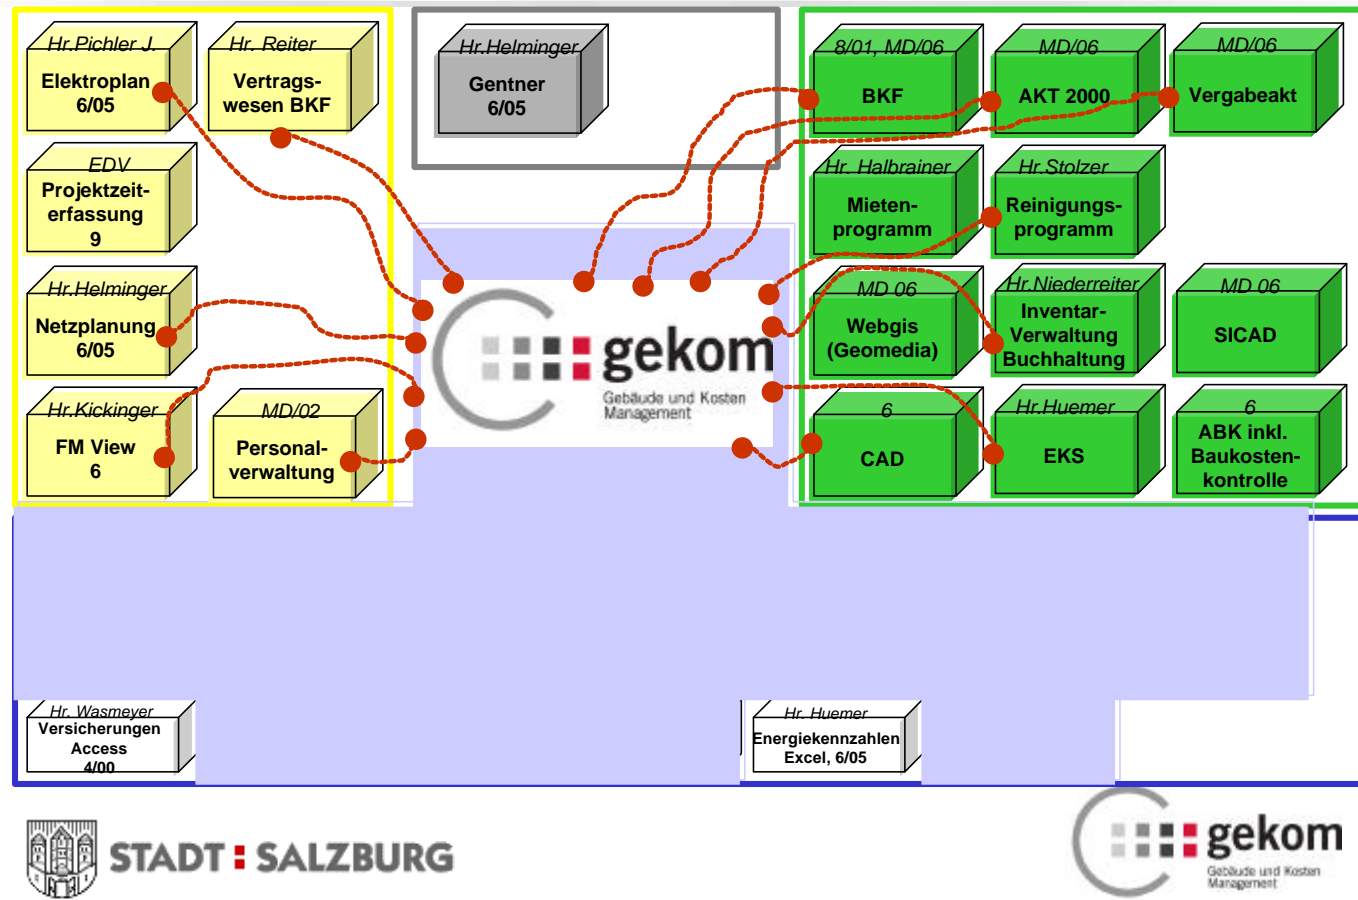 Hr.Pichler J.
Elektroplan
6/05
Hr. Reiter
Vertrags-
wesen BKF
EDV
Projektzeit-
erfassung
9
Hr.Helminger
Netzplanung
6/05
Hr.Kickinger
FM View
6
MD/02
Personal-
verwaltung
Hr.Helminger
Gentner
6/05
8/01, MD/06
BKF
MD/06
AKT 2000
MD/06
Vergabeakt
Hr. Halbrainer
Mieten-
programm
Hr.Stolzer
Reinigungs-
programm
MD 06
Webgis
(Geomedia)
Hr.Niederreiter
Inventar-
Verwaltung
Buchhaltung
MD 06
SICAD
6
CAD
Hr.Huemer
EKS
6
ABK inkl.
Baukosten-
kontrolle
gekom
Gebäude und Kosten
Management
Hr. Wasmeyer
Versicherungen
Access
4/00
Hr. Huemer
Energiekennzahlen
Excel, 6/05
STADT:SALZBURG
gekom
Gebäude und Kosten
Management